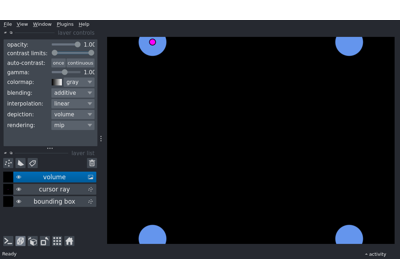 File View Window Plugins Help
layer controls
opacity: 1.00
contrast limits:
auto-contrast: once continuous
gamma: 1.00
colormap: gray
blending: additive
interpolation: linear
depiction: volume
rendering: mip
layer list
volume
cursor ray
bounding box
Ready activity